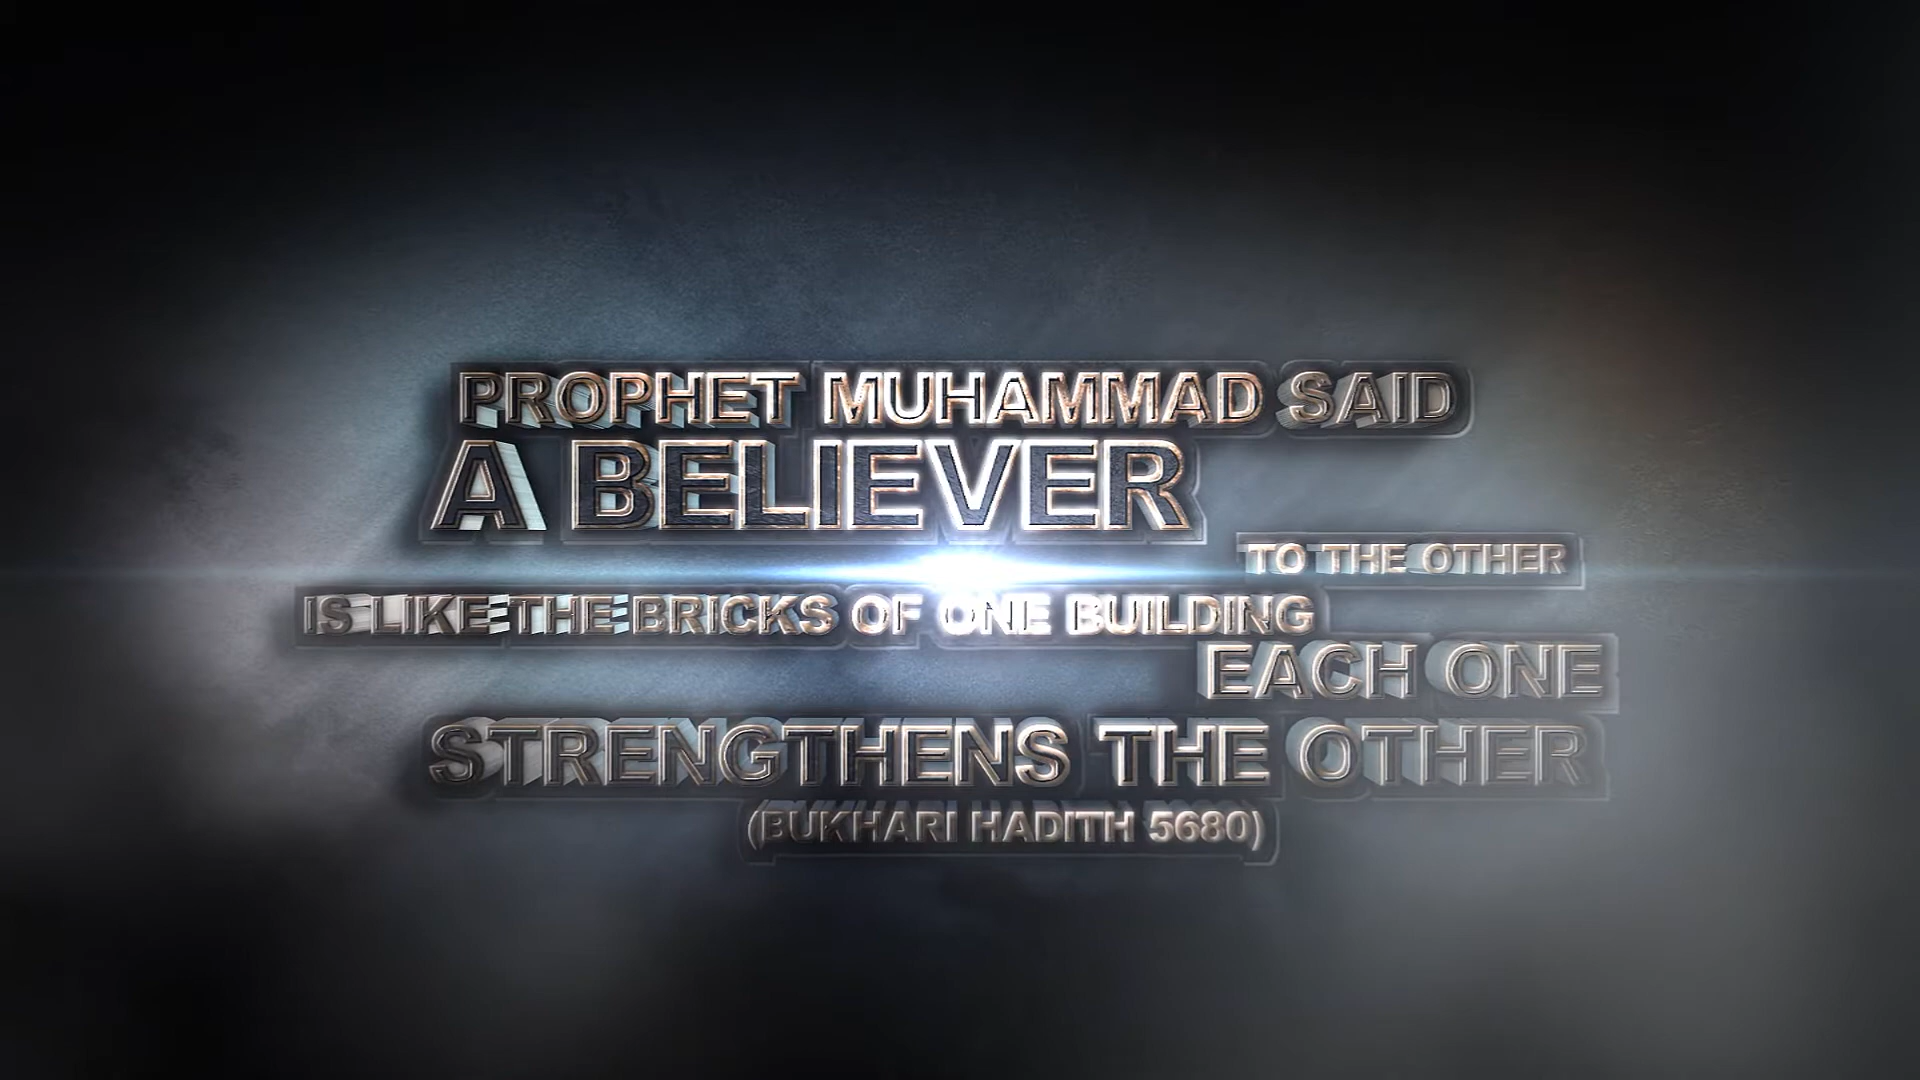 PROPHET MUHAMMAD SAID
A BELIEVER
TO THE OTHER
IS LIKE THE BRICKS OF ONE BUILDING
EACH ONE
STRENGTHENS THE OTHER
(BUKHARI HADITH 5680)